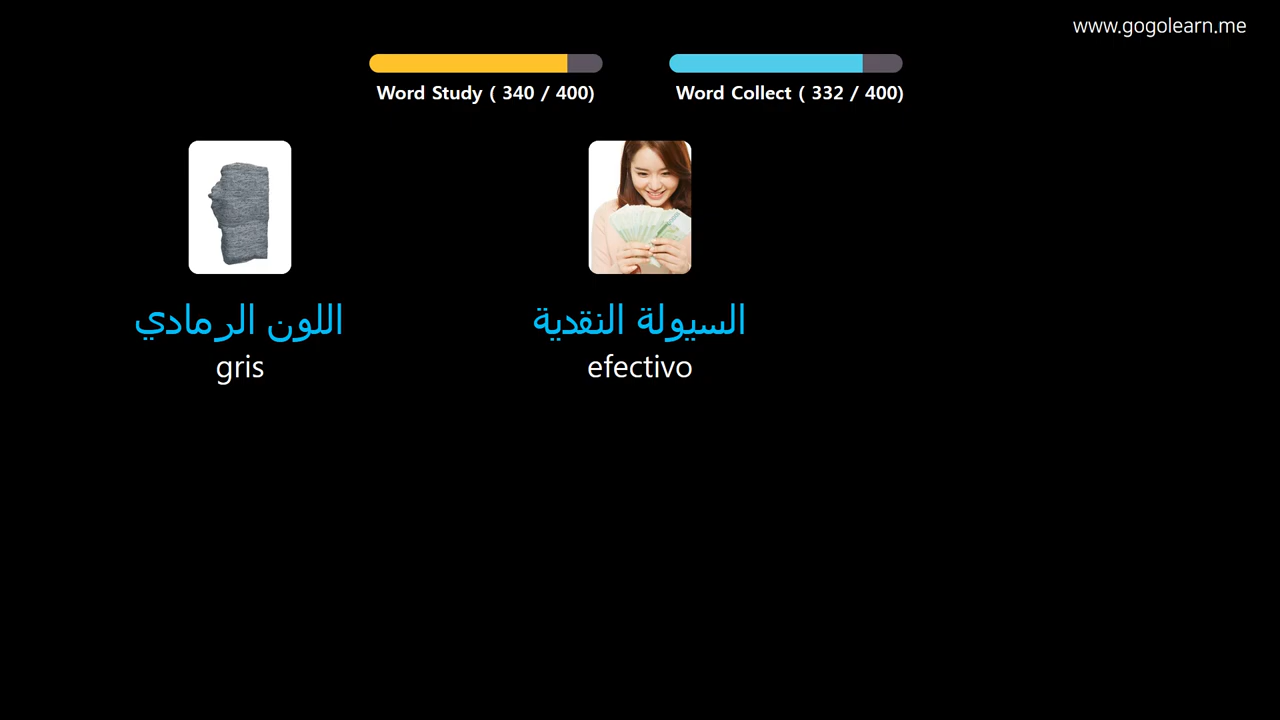 www.gogolearn.me
Word Study ( 340 / 400)
Word Collect ( 332 / 400)
اللون الرمادي
gris
السيولة النقدية
efectivo